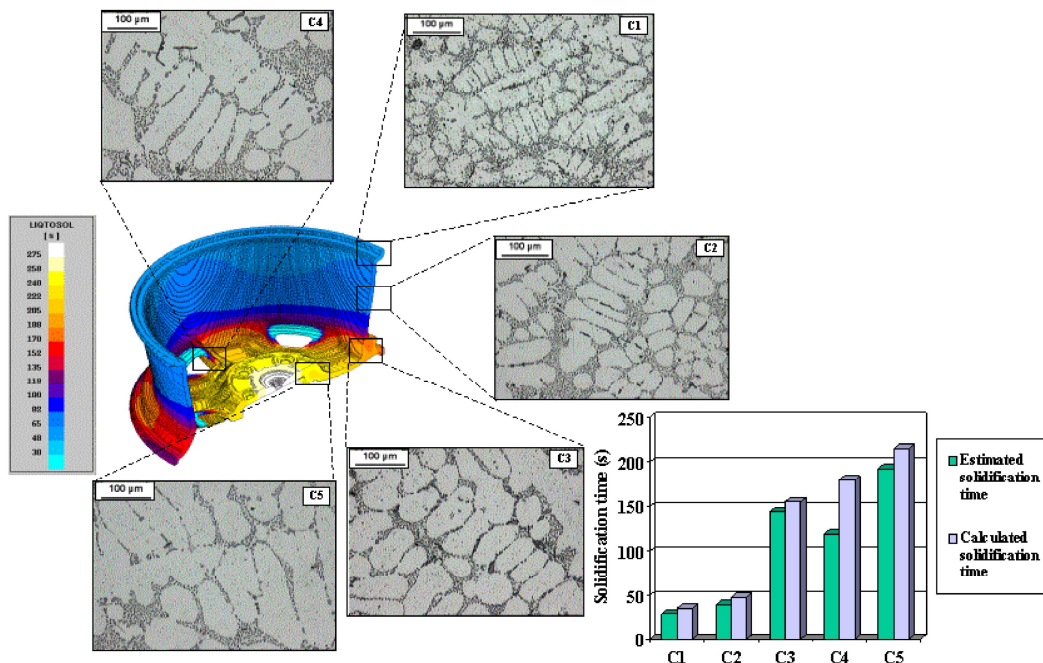 100 µm
C4
100 µm
C1
LIQTOSOL
[s]
275
258
240
222
205
188
170
152
135
118
100
82
65
48
30
100 µm
C2
100 µm
C5
100 µm
C3
Solidification time (s)
250
200
150
100
50
0
C1 C2 C3 C4 C5
Estimated
solidification
time
Calculated
solidification
time